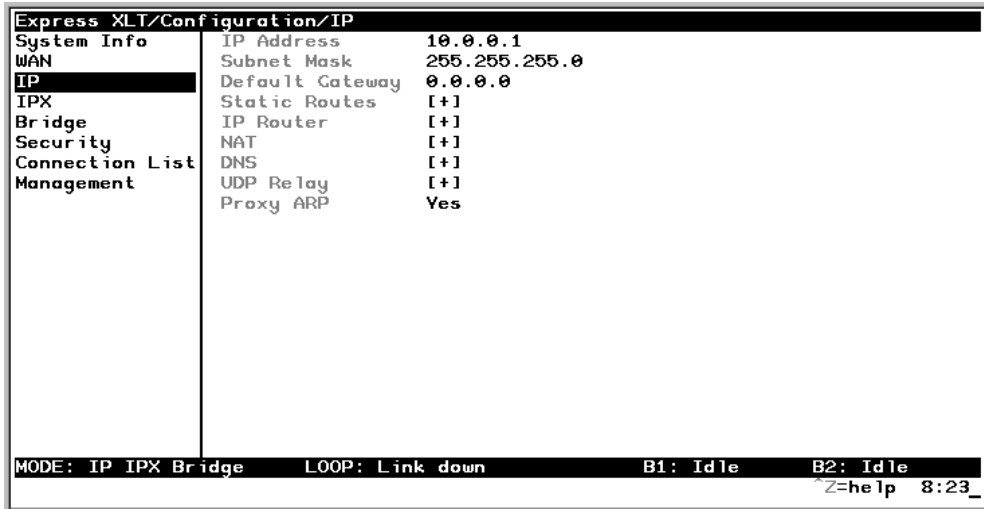 Express XLT/Configuration/IP
System Info IP Address 10.0.0.1
WAN Subnet Mask 255.255.255.0
IP Default Gateway 0.0.0.0
IPX Static Routes [+]
Bridge IP Router [+]
Security NAT [+]
Connection List DNS [+]
Management UDP Relay [+]
Proxy ARP Yes
MODE: IP IPX Bridge LOOP: Link down B1: Idle B2: Idle
^Z=help 8:23_